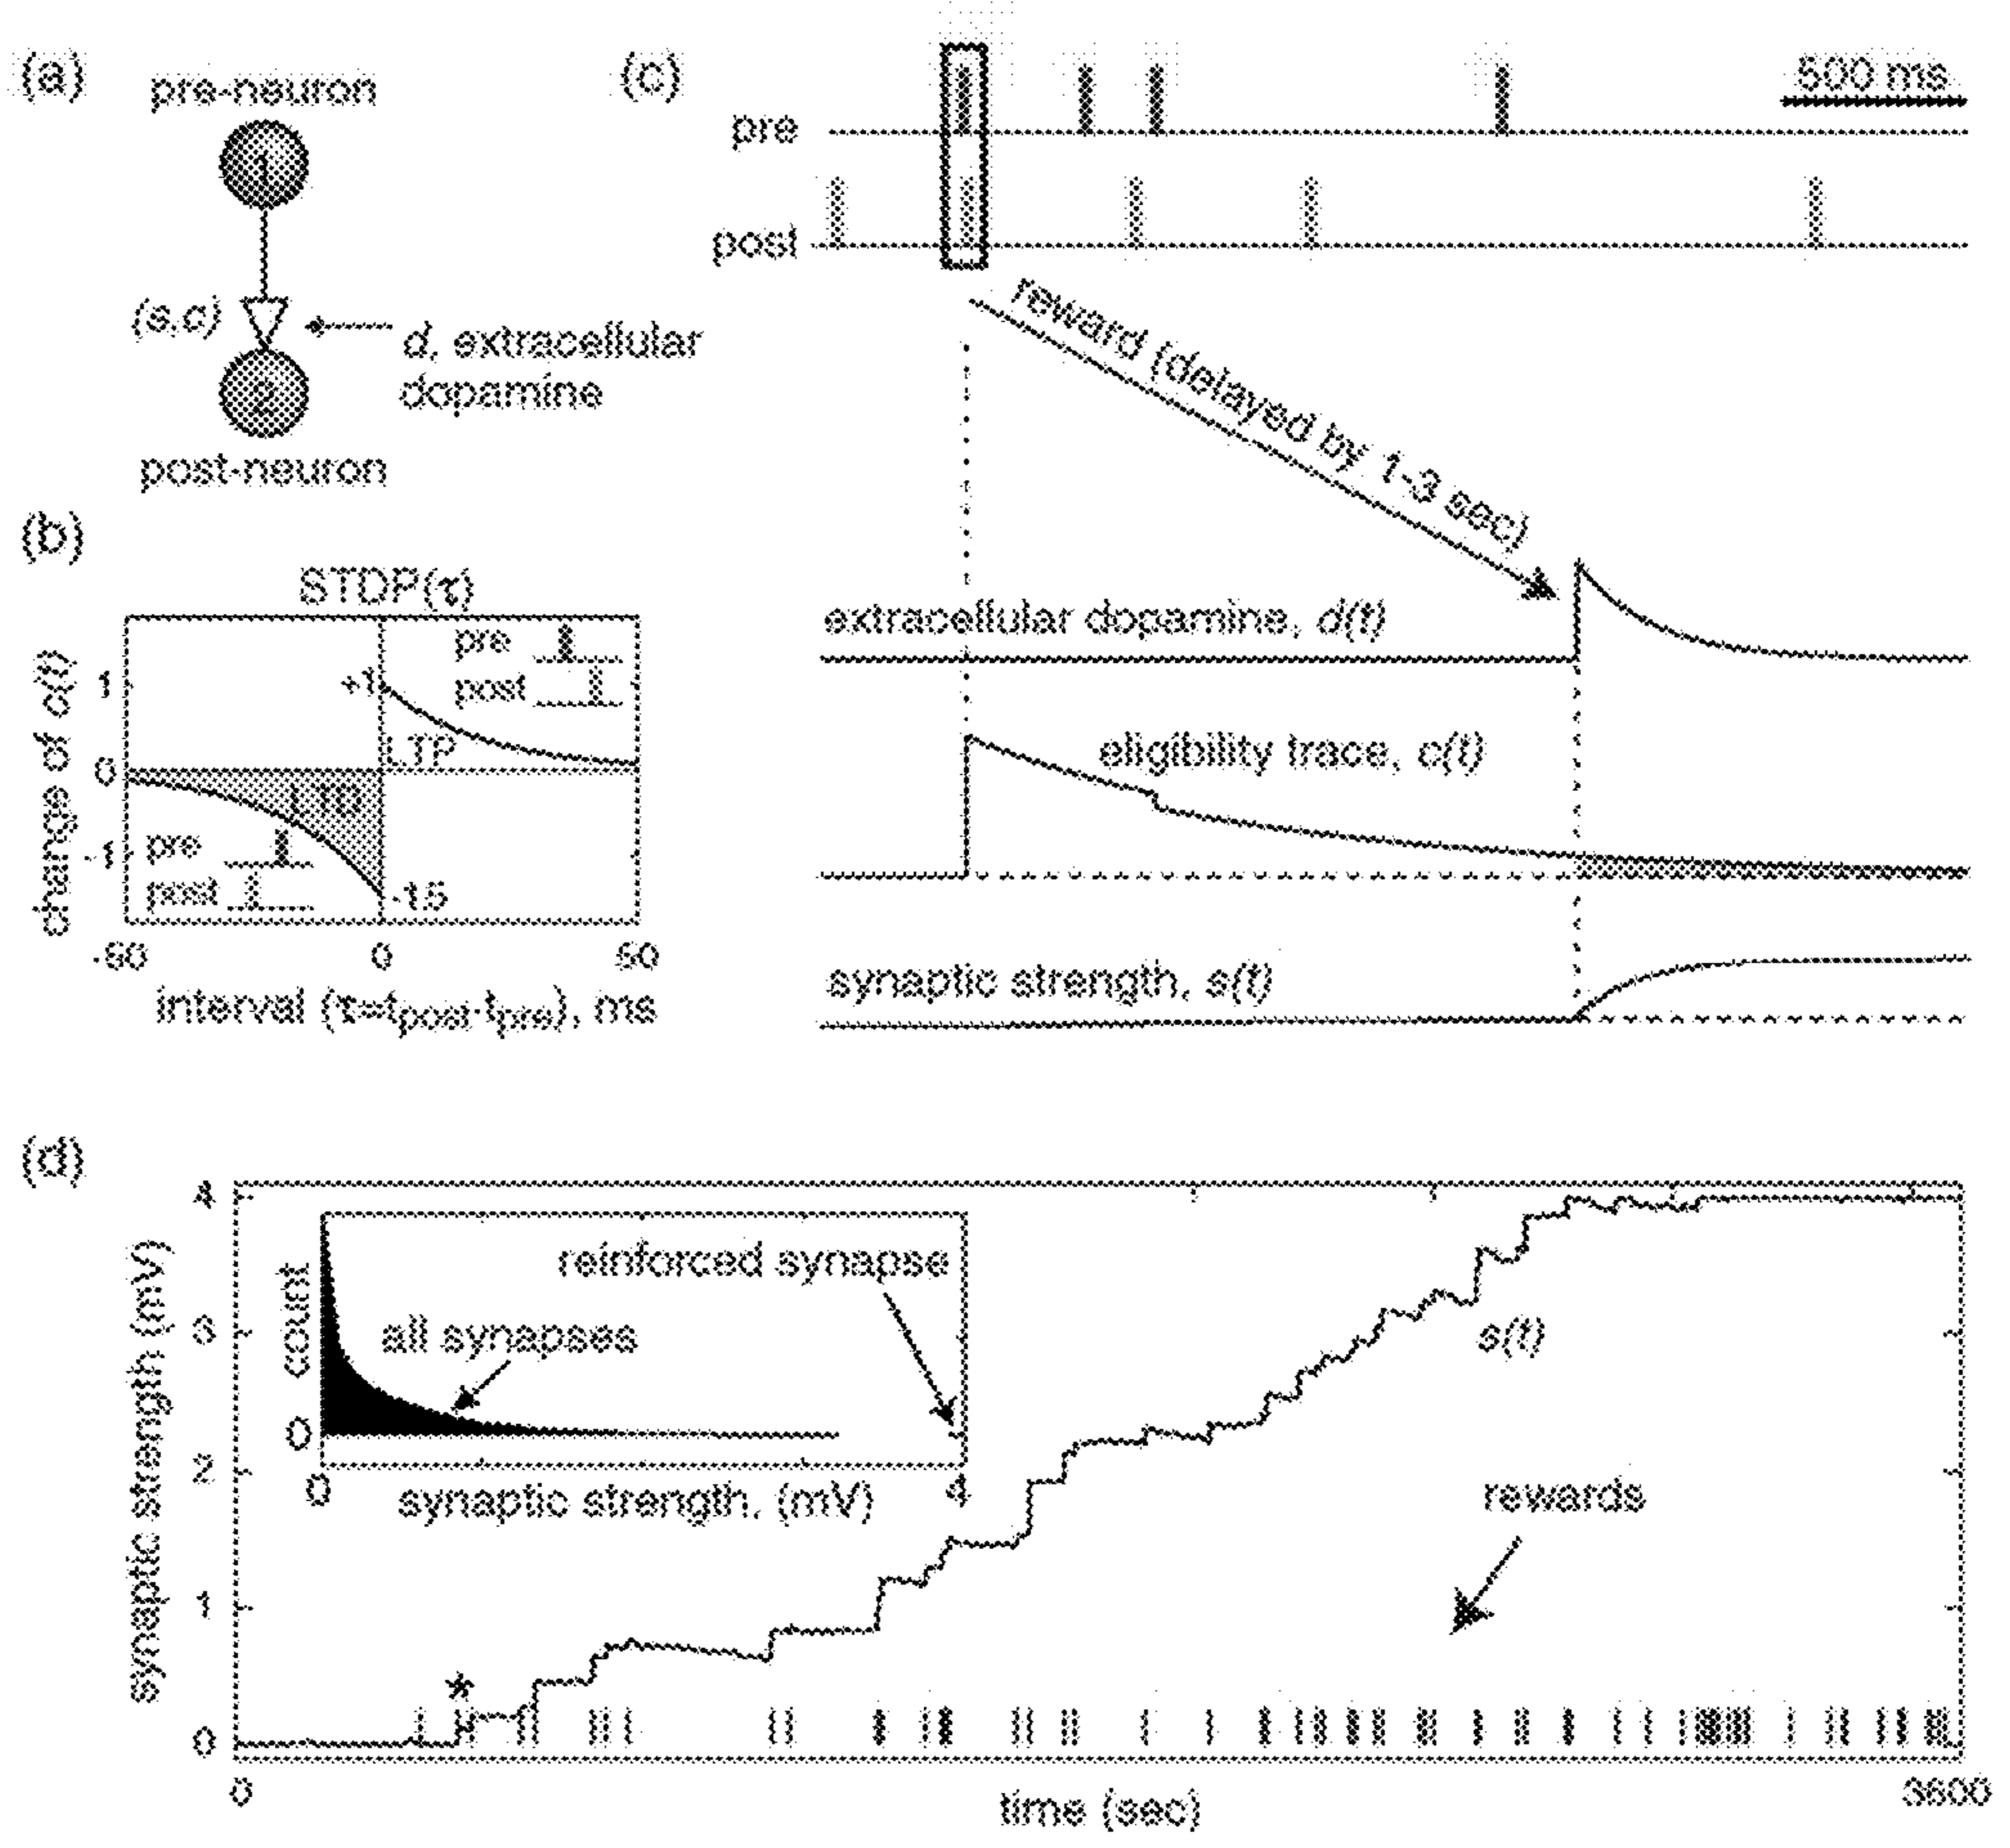 (a)
pre-neuron
1
(s,c)
d, extracellular
dopamine
2
post-neuron
(b)
STDP(τ)
change of c(t)
1
0
-1
+1
LTP
LTD
-1.5
pre
post
pre
post
-50
0
50
interval (τ=tpost-tpre), ms
(c)
500 ms
pre
post
reward (delayed by 1-3 sec)
extracellular dopamine, d(t)
eligibility trace, c(t)
synaptic strength, s(t)
(d)
synaptic strength (mV)
4
3
2
1
0
count
0
reinforced synapse
all synapses
0
4
synaptic strength, (mV)
s(t)
rewards
*
0
3600
time (sec)